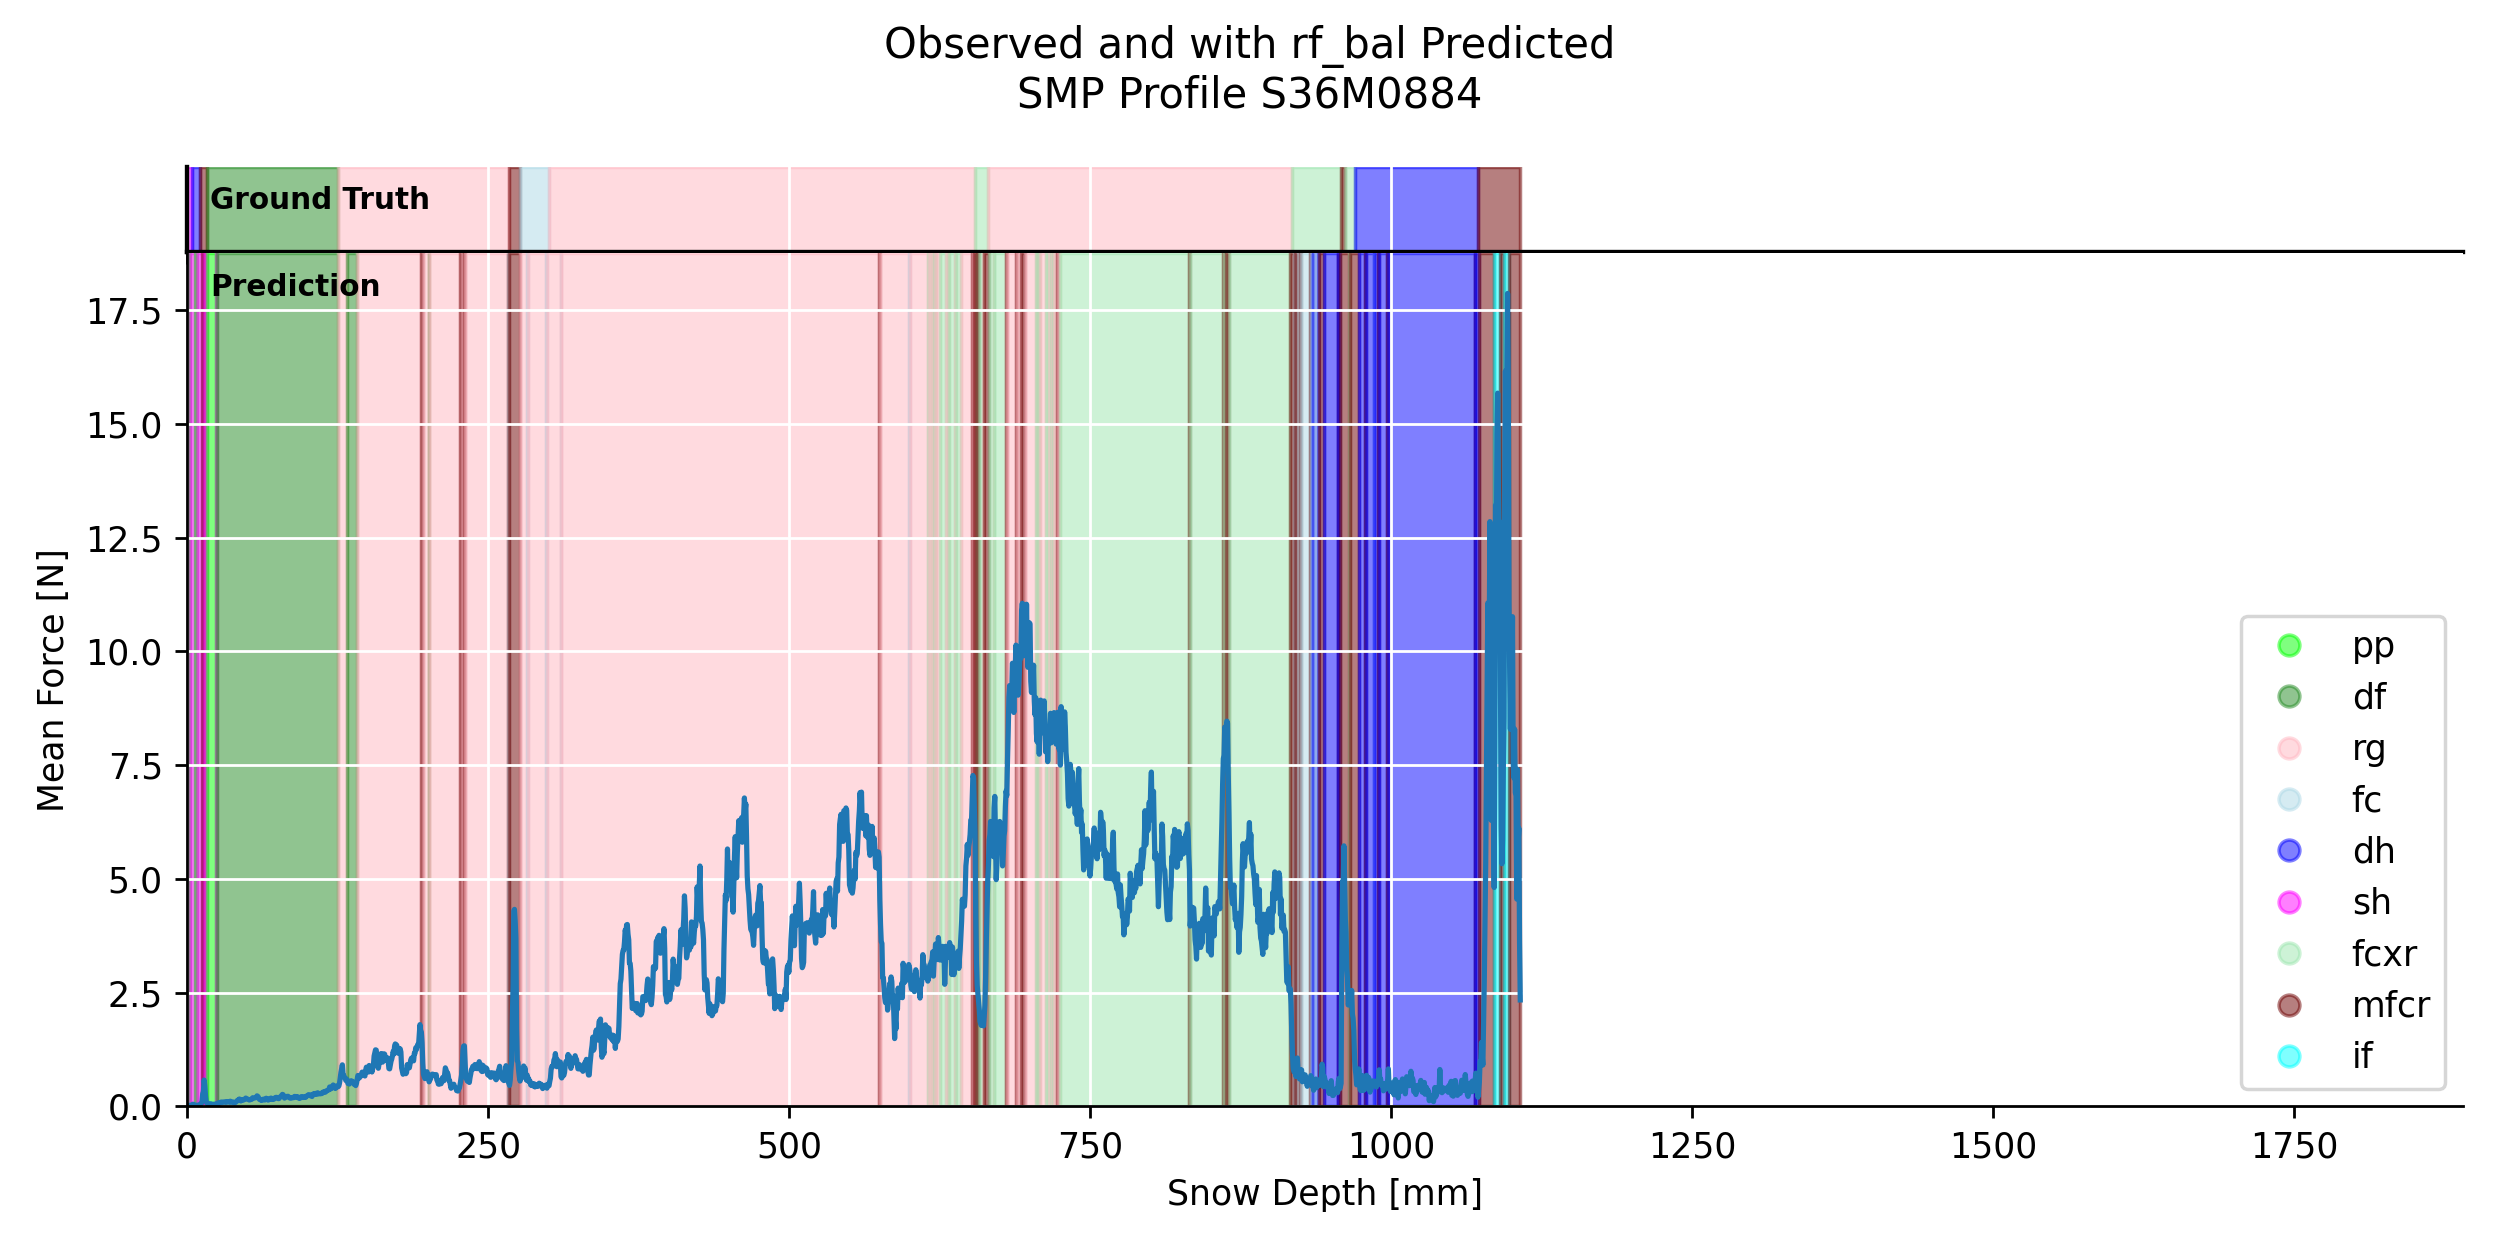 Observed and with rf_bal Predicted
SMP Profile S36M0884
Ground Truth
Prediction
17.5
15.0
12.5
10.0
7.5
5.0
2.5
0.0
Mean Force [N]
0 250 500 750 1000 1250 1500 1750
Snow Depth [mm]
pp
df
rg
fc
dh
sh
fcxr
mfcr
if